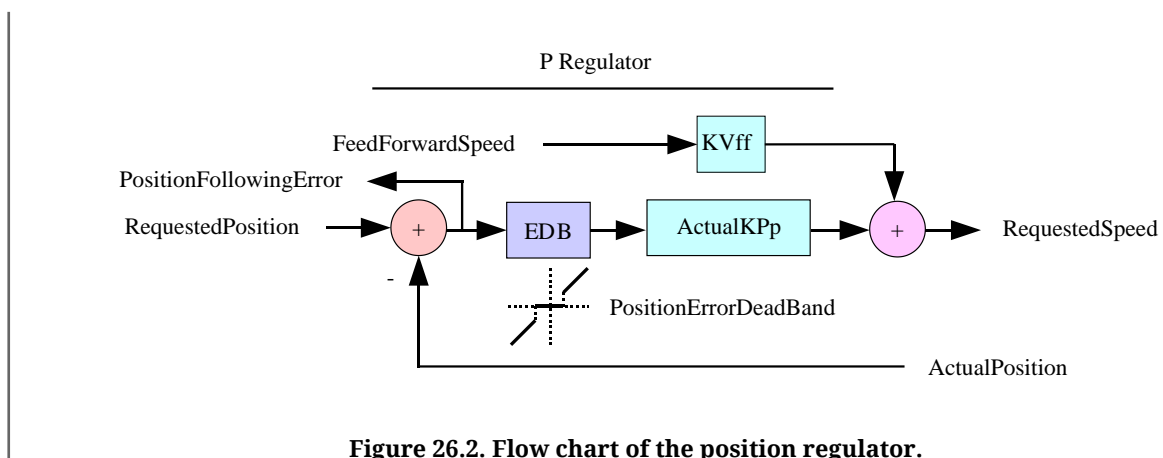 P Regulator
FeedForwardSpeed
KVff
PositionFollowingError
RequestedPosition
+
EDB
ActualKPp
+
RequestedSpeed
-
PositionErrorDeadBand
ActualPosition
Figure 26.2. Flow chart of the position regulator.